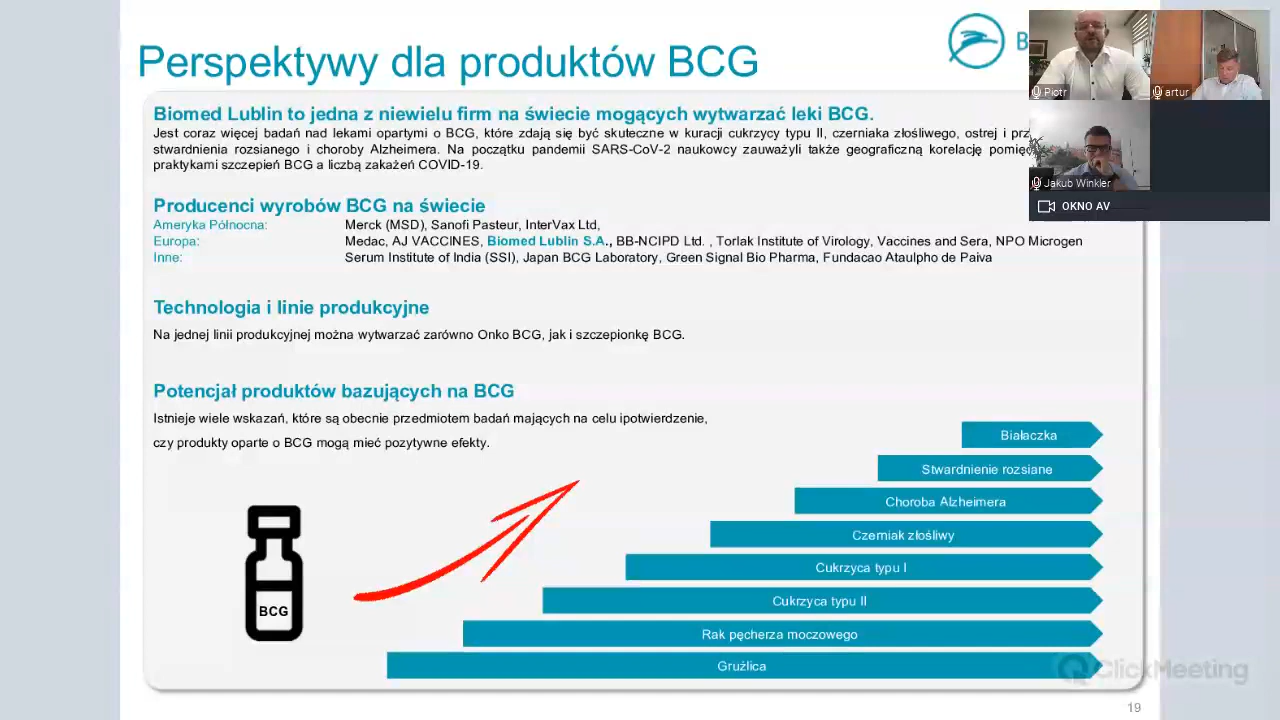 Perspektywy dla produktów BCG
B
Piotr
artur
Jakub Winkler
OKNO AV
Biomed Lublin to jedna z niewielu firm na świecie mogących wytwarzać leki BCG.
Jest coraz więcej badań nad lekami opartymi o BCG, które zdają się być skuteczne w kuracji cukrzycy typu II, czerniaka złośliwego, ostrej i prz
stwardnienia rozsianego i choroby Alzheimera. Na początku pandemii SARS-CoV-2 naukowcy zauważyli także geograficzną korelację pomię
praktykami szczepień BCG a liczbą zakażeń COVID-19.
Producenci wyrobów BCG na świecie
Ameryka Północna: Merck (MSD), Sanofi Pasteur, InterVax Ltd,
Europa: Medac, AJ VACCINES, Biomed Lublin S.A., BB-NCIPD Ltd. , Torlak Institute of Virology, Vaccines and Sera, NPO Microgen
Inne: Serum Institute of India (SSI), Japan BCG Laboratory, Green Signal Bio Pharma, Fundacao Ataulpho de Paiva
Technologia i linie produkcyjne
Na jednej linii produkcyjnej można wytwarzać zarówno Onko BCG, jak i szczepionkę BCG.
Potencjał produktów bazujących na BCG
Istnieje wiele wskazań, które są obecnie przedmiotem badań mających na celu ipotwierdzenie,
czy produkty oparte o BCG mogą mieć pozytywne efekty.
Białaczka
Stwardnienie rozsiane
Choroba Alzheimera
Czerniak złośliwy
Cukrzyca typu I
Cukrzyca typu II
BCG
Rak pęcherza moczowego
Gruźlica
ClickMeeting
19